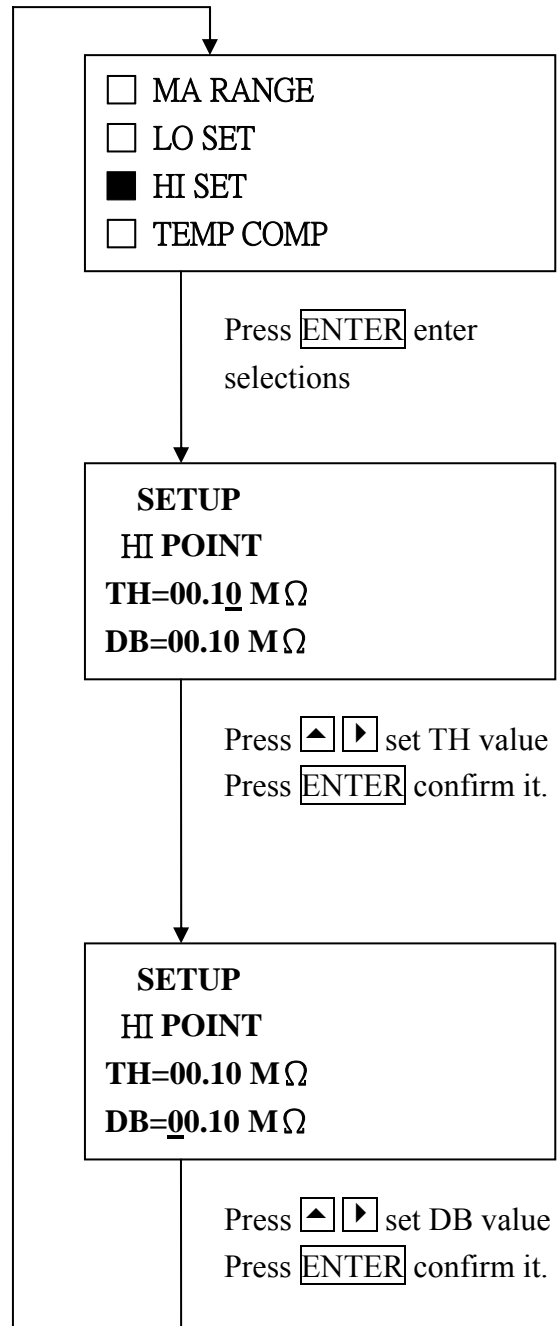 □ MA RANGE
□ LO SET
■ HI SET
□ TEMP COMP
Press ENTER enter
selections
SETUP
HI POINT
TH=00.10 MΩ
DB=00.10 MΩ
Press ▲ ▶ set TH value
Press ENTER confirm it.
SETUP
HI POINT
TH=00.10 MΩ
DB=00.10 MΩ
Press ▲ ▶ set DB value
Press ENTER confirm it.